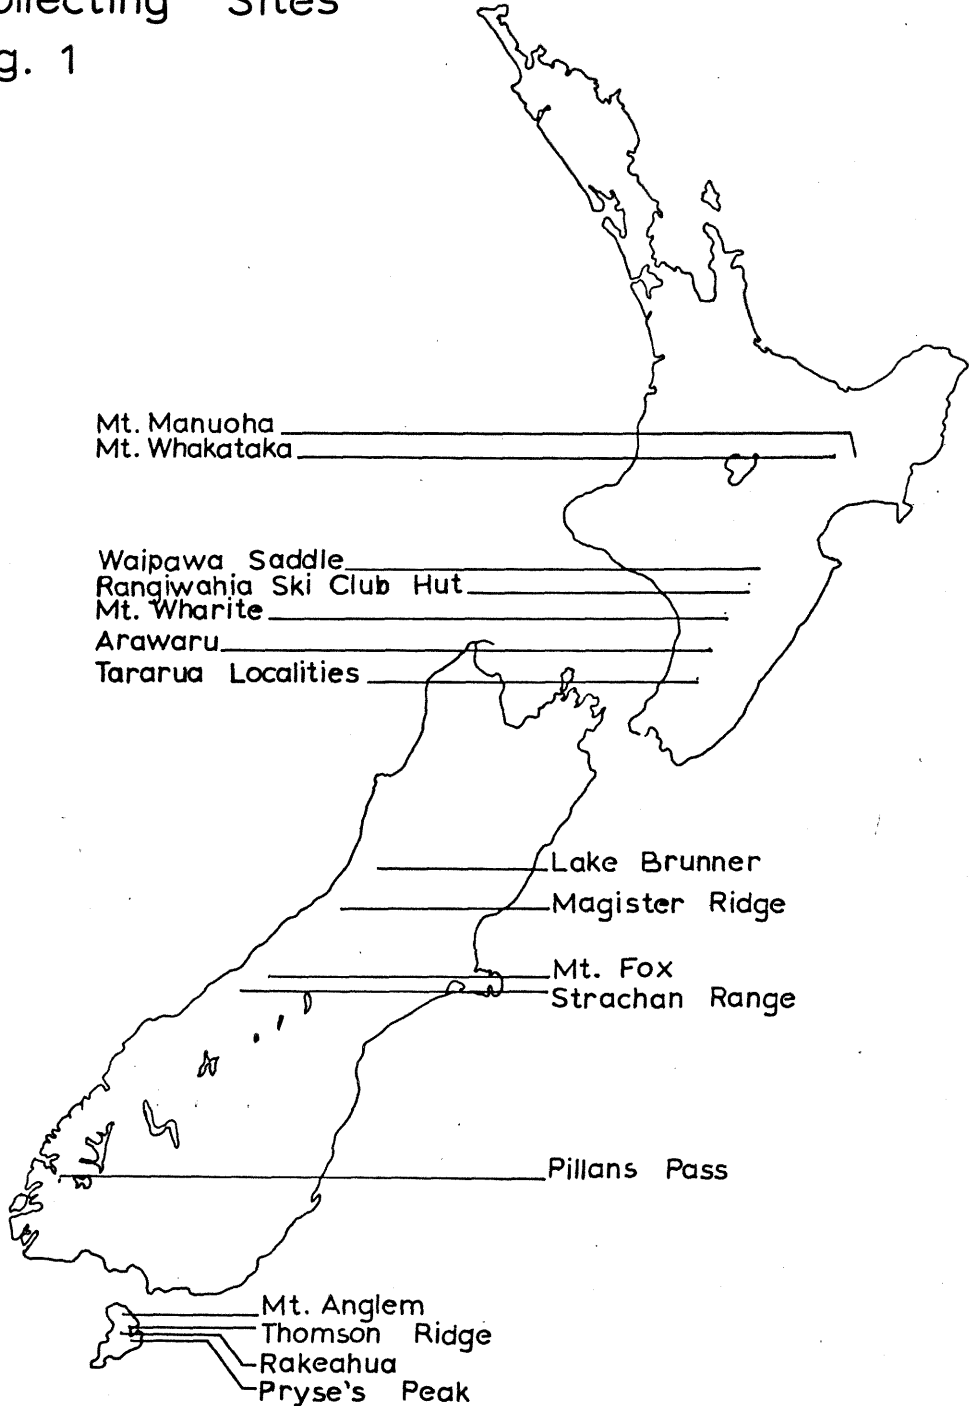 ollecting Sites
g. 1
Mt. Manuoha
Mt. Whakataka
Waipawa Saddle
Rangiwahia Ski Club Hut
Mt. Wharite
Arawaru
Tararua Localities
Lake Brunner
Magister Ridge
Mt. Fox
Strachan Range
Pillans Pass
Mt. Anglem
Thomson Ridge
Rakeahua
Pryse's Peak